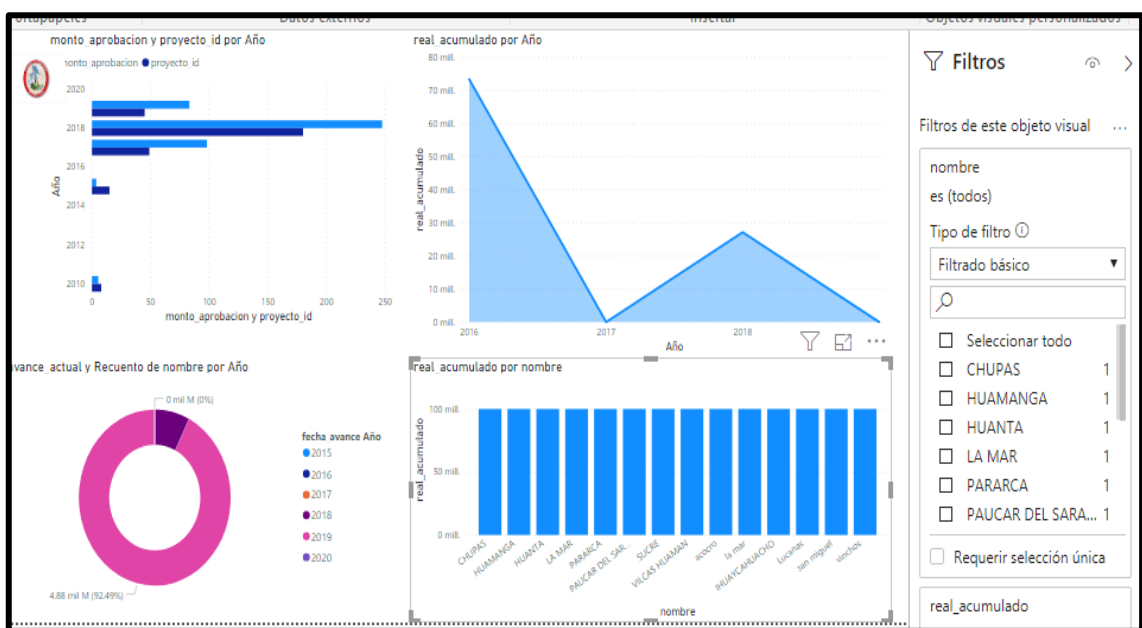 Datos externos
Insertar
Objetos visuales personalizados
monto_aprobacion y proyecto_id por Año
monto_aprobacion proyecto_id
2020
2018
2016
2014
2012
2010
Año
0 50 100 150 200 250
monto_aprobacion y proyecto_id
real_acumulado por Año
80 mill.
70 mill.
60 mill.
50 mill.
40 mill.
30 mill.
20 mill.
10 mill.
0 mill.
real_acumulado
2016 2017 2018
Año
avance_actual y Recuento de nombre por Año
0 mil M (0%)
4.88 mil M (92.49%)
fecha_avance Año
2015
2016
2017
2018
2019
2020
real_acumulado por nombre
100 mill.
50 mill.
0 mill.
real_acumulado
CHUPAS
HUAMANGA
HUANTA
LA MAR
PARARCA
PAUCAR DEL SAR...
SUCRE
VILCAS HUAMAN
acocro
la mar
lHUAYCAHUACHO
Lucanas
san miguel
vinchos
nombre
Filtros
Filtros de este objeto visual
nombre
es (todos)
Tipo de filtro
Filtrado básico
Seleccionar todo
CHUPAS 1
HUAMANGA 1
HUANTA 1
LA MAR 1
PARARCA 1
PAUCAR DEL SARA... 1
Requerir selección única
real_acumulado